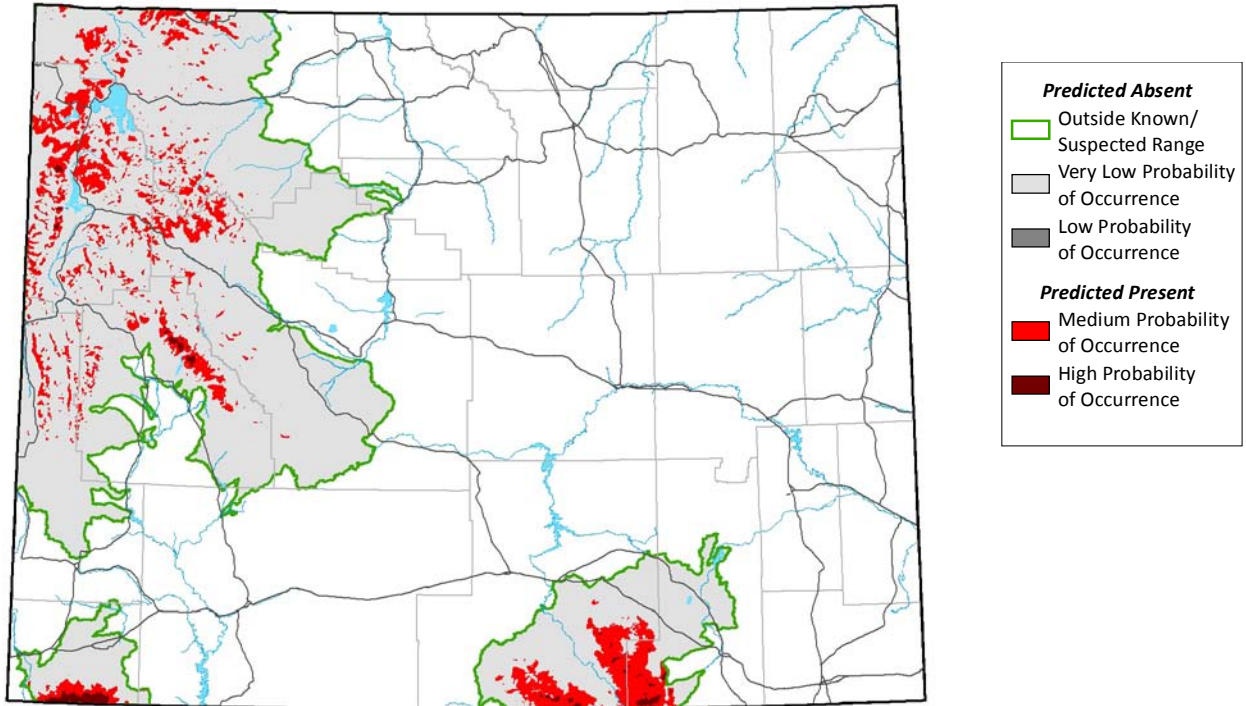 Predicted Absent
Outside Known/
Suspected Range
Very Low Probability
of Occurrence
Low Probability
of Occurrence
Predicted Present
Medium Probability
of Occurrence
High Probability
of Occurrence